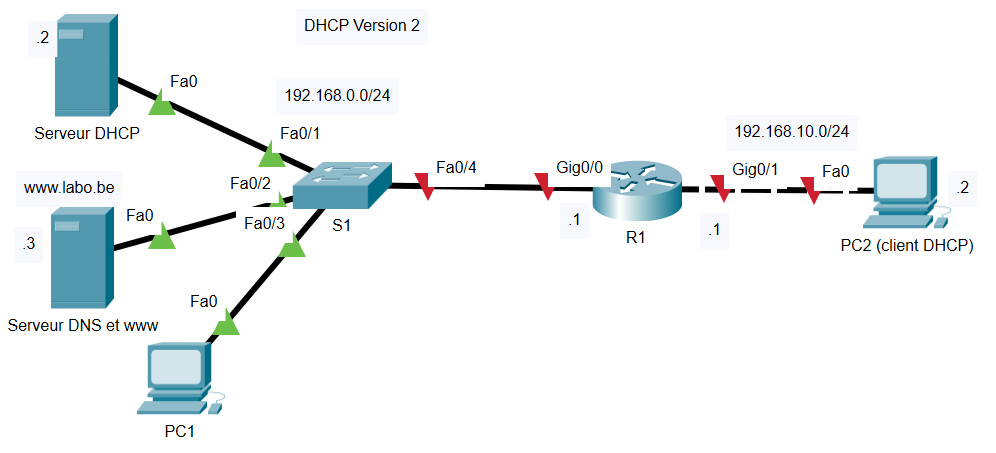 DHCP Version 2
.2
Fa0
192.168.0.0/24
Serveur DHCP
Fa0/1
192.168.10.0/24
www.labo.be
Fa0/2
Fa0/4
Gig0/0
Gig0/1
Fa0
.2
Fa0
Fa0/3
.3
S1
.1
R1
.1
PC2 (client DHCP)
Serveur DNS et www
Fa0
PC1